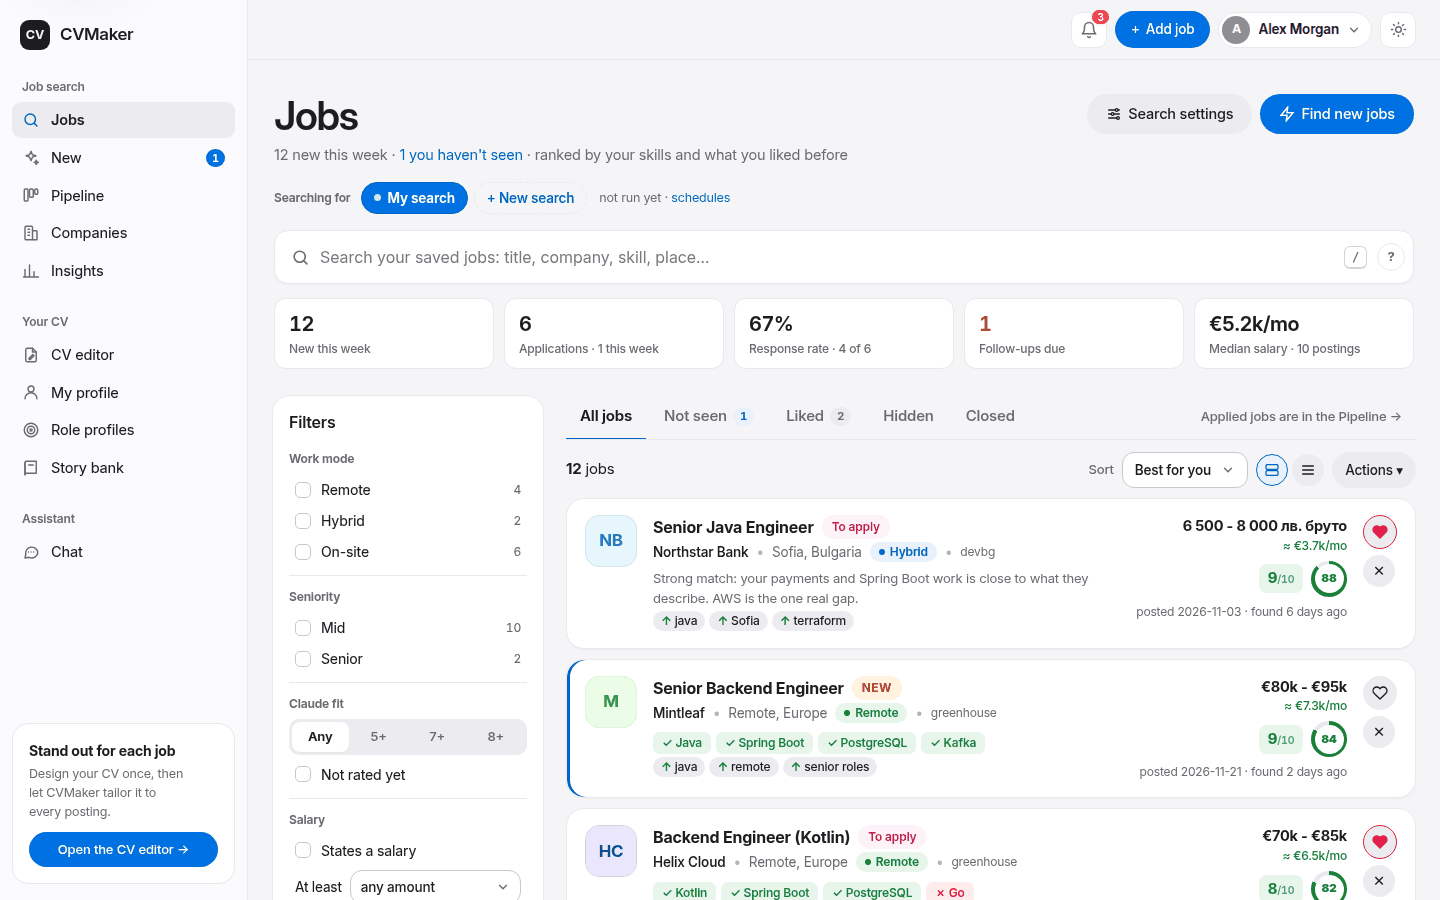 CV CVMaker
Job search
Jobs
New 1
Pipeline
Companies
Insights
Your CV
CV editor
My profile
Role profiles
Story bank
Assistant
Chat
Stand out for each job
Design your CV once, then
let CVMaker tailor it to
every posting.
Open the CV editor →
3
+ Add job
A Alex Morgan
Jobs
Search settings
Find new jobs
12 new this week · 1 you haven't seen · ranked by your skills and what you liked before
Searching for My search + New search not run yet · schedules
Search your saved jobs: title, company, skill, place... / ?
12
New this week
6
Applications · 1 this week
67%
Response rate · 4 of 6
1
Follow-ups due
€5.2k/mo
Median salary · 10 postings
Filters
Work mode
Remote 4
Hybrid 2
On-site 6
Seniority
Mid 10
Senior 2
Claude fit
Any 5+ 7+ 8+
Not rated yet
Salary
States a salary
At least any amount
All jobs Not seen 1 Liked 2 Hidden Closed Applied jobs are in the Pipeline →
12 jobs Sort Best for you Actions ▾
NB
Senior Java Engineer To apply
Northstar Bank • Sofia, Bulgaria Hybrid • devbg
Strong match: your payments and Spring Boot work is close to what they
describe. AWS is the one real gap.
↑ java ↑ Sofia ↑ terraform
6 500 - 8 000 лв. бруто
≈ €3.7k/mo
9/10 88
posted 2026-11-03 · found 6 days ago
✕
M
Senior Backend Engineer NEW
Mintleaf • Remote, Europe Remote • greenhouse
✓ Java ✓ Spring Boot ✓ PostgreSQL ✓ Kafka
↑ java ↑ remote ↑ senior roles
€80k - €95k
≈ €7.3k/mo
9/10 84
posted 2026-11-21 · found 2 days ago
✕
HC
Backend Engineer (Kotlin) To apply
Helix Cloud • Remote, Europe Remote • greenhouse
✓ Kotlin ✓ Spring Boot ✓ PostgreSQL ✕ Go
€70k - €85k
≈ €6.5k/mo
8/10 82
✕